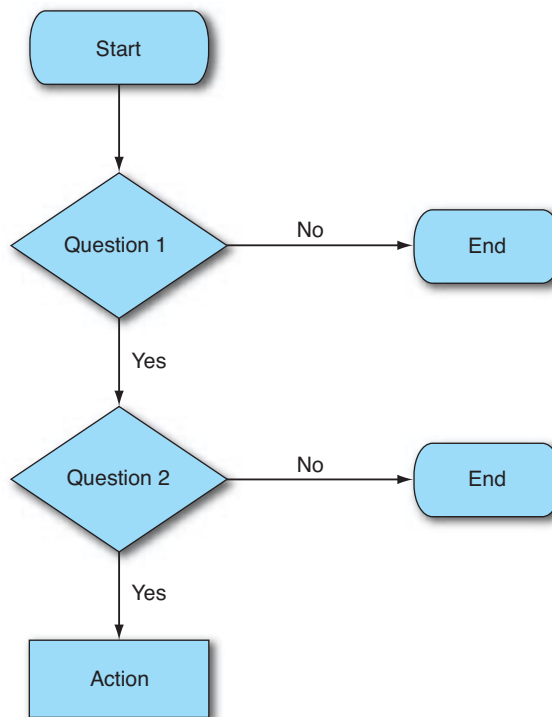 Start
Question 1
No
End
Yes
Question 2
No
End
Yes
Action